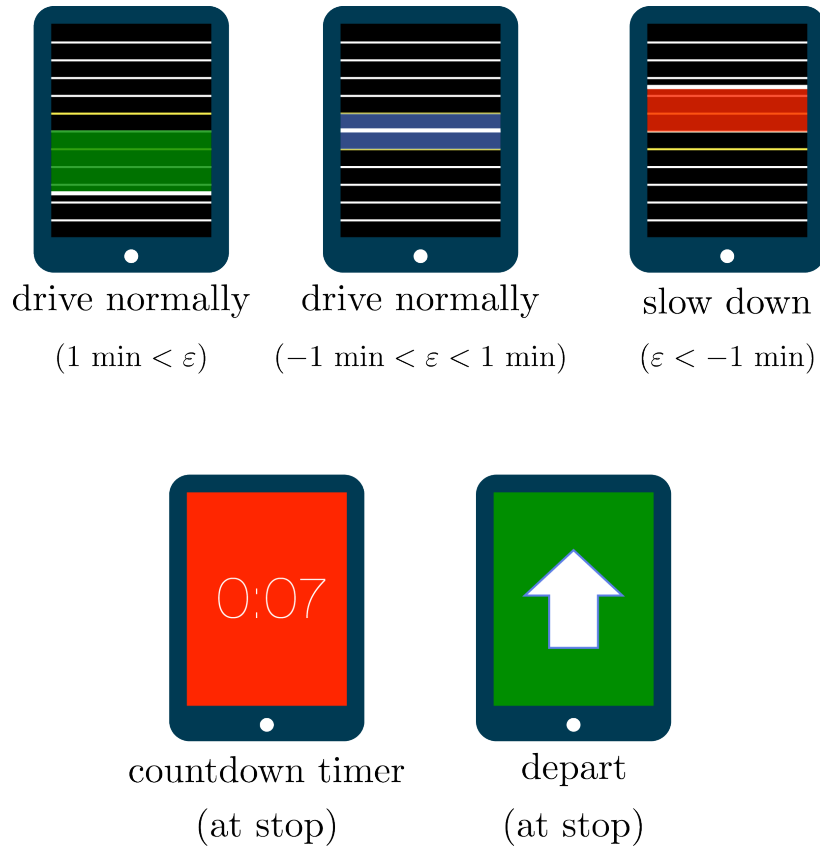 drive normally drive normally slow down
(1 min < ε) (−1 min < ε < 1 min) (ε < −1 min)
0:07
countdown timer depart
(at stop) (at stop)